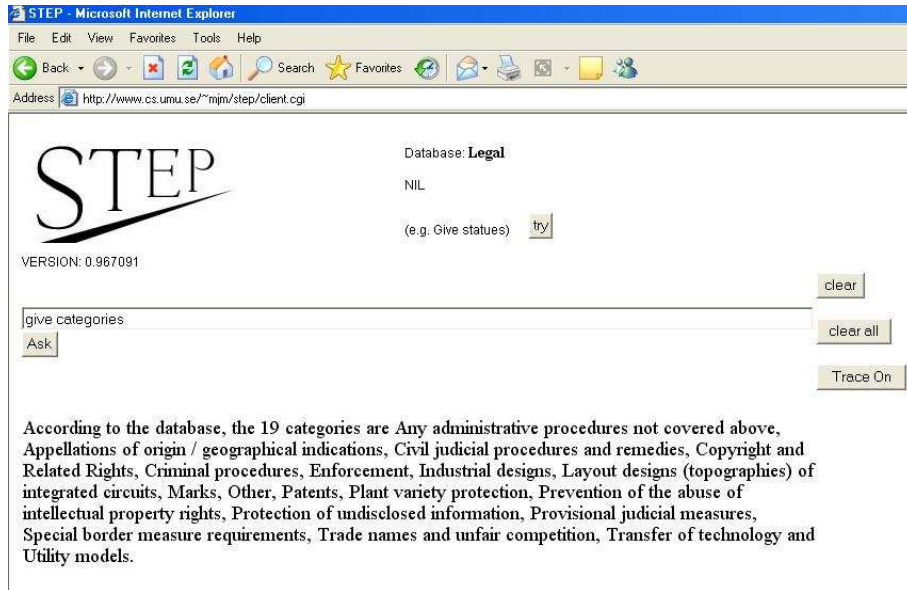 STEP - Microsoft Internet Explorer
File Edit View Favorites Tools Help
Back Search Favorites
Address http://www.cs.umu.se/~mjm/step/client.cgi
STEP
Database: Legal
NIL
(e.g. Give statues) try
VERSION: 0.967091
clear
give categories
clear all
Ask
Trace On
According to the database, the 19 categories are Any administrative procedures not covered above,
Appellations of origin / geographical indications, Civil judicial procedures and remedies, Copyright and
Related Rights, Criminal procedures, Enforcement, Industrial designs, Layout designs (topographies) of
integrated circuits, Marks, Other, Patents, Plant variety protection, Prevention of the abuse of
intellectual property rights, Protection of undisclosed information, Provisional judicial measures,
Special border measure requirements, Trade names and unfair competition, Transfer of technology and
Utility models.